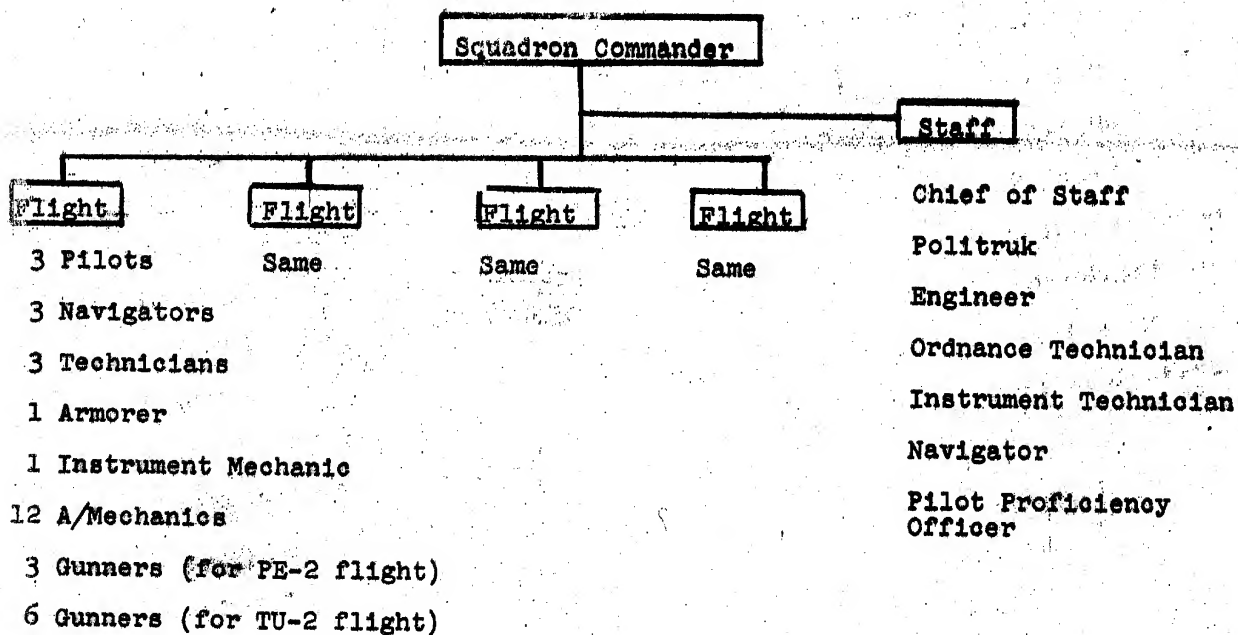 Squadron Commander
Staff
Flight
Flight
Flight
Flight
3 Pilots
3 Navigators
3 Technicians
1 Armorer
1 Instrument Mechanic
12 A/Mechanics
3 Gunners (for PE-2 flight)
6 Gunners (for TU-2 flight)
Same
Same
Same
Chief of Staff
Politruk
Engineer
Ordnance Technician
Instrument Technician
Navigator
Pilot Proficiency
Officer